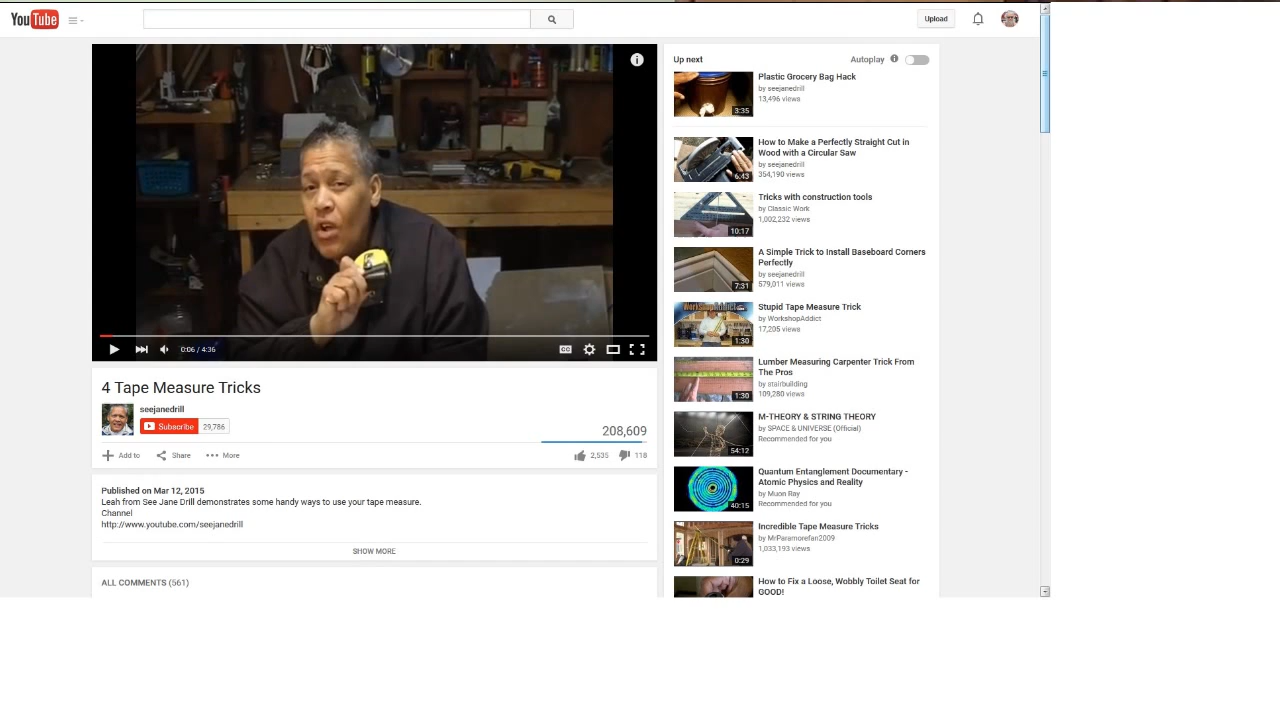 YouTube
Upload
0:06 / 4:36
CC
4 Tape Measure Tricks
seejanedrill
Subscribe 29,786
208,609
Add to Share More
2,535 118
Published on Mar 12, 2015
Leah from See Jane Drill demonstrates some handy ways to use your tape measure.
Channel
http://www.youtube.com/seejanedrill
SHOW MORE
ALL COMMENTS (561)
Up next
Autoplay
3:35
Plastic Grocery Bag Hack
by seejanedrill
13,496 views
6:43
How to Make a Perfectly Straight Cut in
Wood with a Circular Saw
by seejanedrill
354,190 views
10:17
Tricks with construction tools
by Classic Work
1,002,232 views
7:31
A Simple Trick to Install Baseboard Corners
Perfectly
by seejanedrill
579,011 views
WorkshopAddict
1:30
Stupid Tape Measure Trick
by WorkshopAddict
17,205 views
1:30
Lumber Measuring Carpenter Trick From
The Pros
by stairbuilding
109,280 views
54:12
M-THEORY & STRING THEORY
by SPACE & UNIVERSE (Official)
Recommended for you
40:15
Quantum Entanglement Documentary -
Atomic Physics and Reality
by Muon Ray
Recommended for you
0:29
Incredible Tape Measure Tricks
by MrParamorefan2009
1,033,193 views
How to Fix a Loose, Wobbly Toilet Seat for
GOOD!